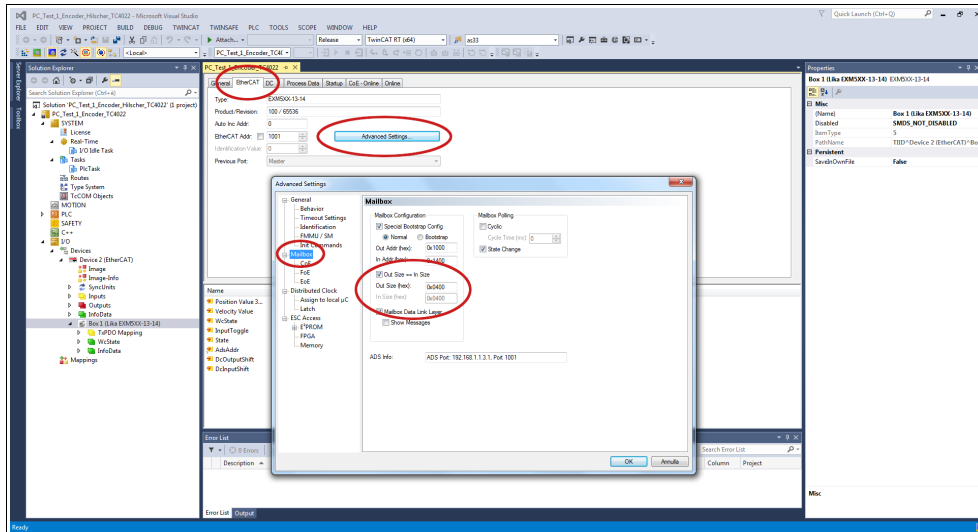 PC_Test_1_Encoder_Hilscher_TC4022 - Microsoft Visual Studio
Quick Launch (Ctrl+Q)
FILE EDIT VIEW PROJECT BUILD DEBUG TWINCAT TWINSAFE PLC TOOLS SCOPE WINDOW HELP
Attach...
Release
TwinCAT RT (x64)
as33
<Local>
PC_Test_1_Encoder_TC4(
Server Explorer
Toolbox
Solution Explorer
Search Solution Explorer (Ctrl+è)
Solution 'PC_Test_1_Encoder_Hilscher_TC4022' (1 project)
PC_Test_1_Encoder_TC4022
SYSTEM
License
Real-Time
I/O Idle Task
Tasks
PlcTask
Routes
Type System
TcCOM Objects
MOTION
PLC
SAFETY
C++
I/O
Devices
Device 2 (EtherCAT)
Image
Image-Info
SyncUnits
Inputs
Outputs
InfoData
Box 1 (Lika EXM5XX-13-14)
TxPDO Mapping
WcState
InfoData
Mappings
PC_Test_1_Encoder_TC4022
General EtherCAT DC Process Data Startup CoE - Online Online
Type: EXM5XX-13-14
Product/Revision: 100 / 65536
Auto Inc Addr: 0
EtherCAT Addr: 1001
Advanced Settings...
Identification Value: 0
Previous Port: Master
Name
Position Value 3...
Velocity Value
WcState
InputToggle
State
AdsAddr
DcOutputShift
DcInputShift
Advanced Settings
General
Behavior
Timeout Settings
Identification
FMMU / SM
Init Commands
Mailbox
CoE
FoE
EoE
Distributed Clock
Assign to local µC
Latch
ESC Access
E²PROM
FPGA
Memory
Mailbox
Mailbox Configuration
Special Bootstrap Config
Normal Bootstrap
Out Addr (hex): 0x1000
In Addr (hex): 0x1400
Out Size == In Size
Out Size (hex): 0x0400
In Size (hex): 0x0400
Mailbox Data Link Layer
Show Messages
Mailbox Polling
Cyclic
Cycle Time (ms): 0
State Change
ADS Info: ADS Port: 192.168.1.1.3.1, Port 1001
OK Annulla
Error List
0 Errors
Search Error List
Description
Column Project
Error List Output
Ready
Properties
Box 1 (Lika EXM5XX-13-14) EXM5XX-13-14
Misc
(Name) Box 1 (Lika EXM5XX-13-14)
Disabled SMDS_NOT_DISABLED
ItemType 5
PathName TIID^Device 2 (EtherCAT)^Bo
Persistent
SaveInOwnFile False
Misc